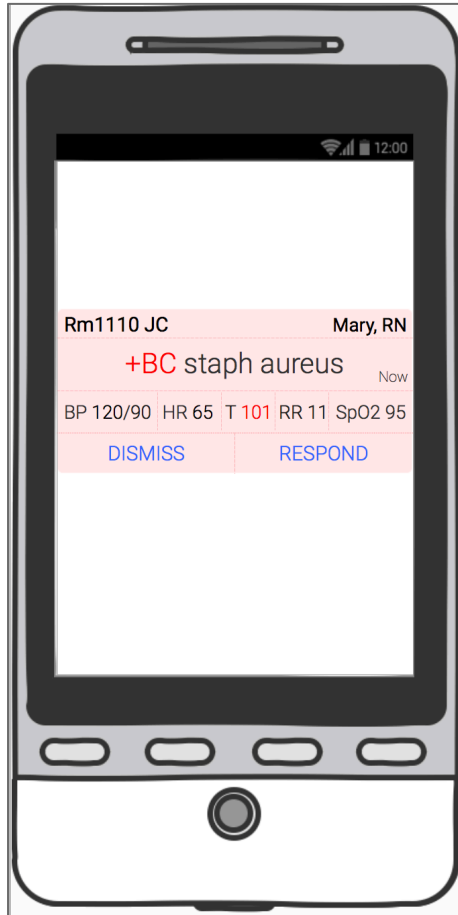 12:00
Rm1110 JC Mary, RN
+BC staph aureus Now
BP 120/90 HR 65 T 101 RR 11 SpO2 95
DISMISS RESPOND